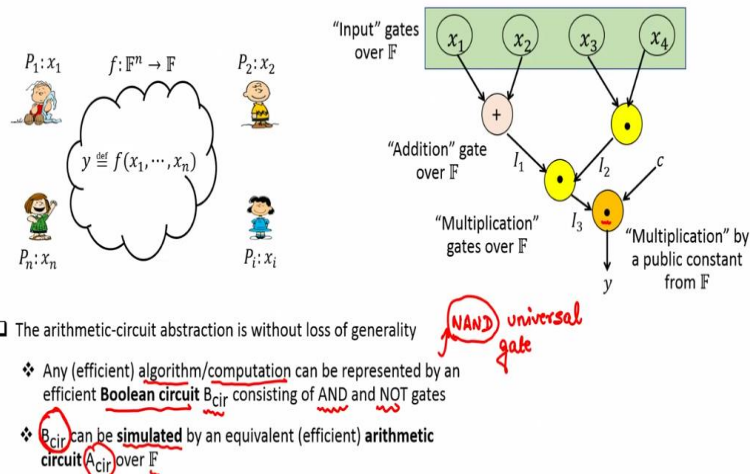 "Input" gates
over 𝔽
x₁ x₂ x₃ x₄
P₁: x₁
f: 𝔽ⁿ → 𝔽
P₂: x₂
+
•
"Addition" gate
over 𝔽
I₁
•
I₂
c
y ≝ f(x₁, ⋯, xₙ)
"Multiplication"
gates over 𝔽
I₃
•
"Multiplication" by
a public constant
from 𝔽
Pₙ: xₙ
Pᵢ: xᵢ
y
The arithmetic-circuit abstraction is without loss of generality
NAND universal
gate
Any (efficient) algorithm/computation can be represented by an
efficient Boolean circuit B_cir consisting of AND and NOT gates
B_cir can be simulated by an equivalent (efficient) arithmetic
circuit A_cir over 𝔽